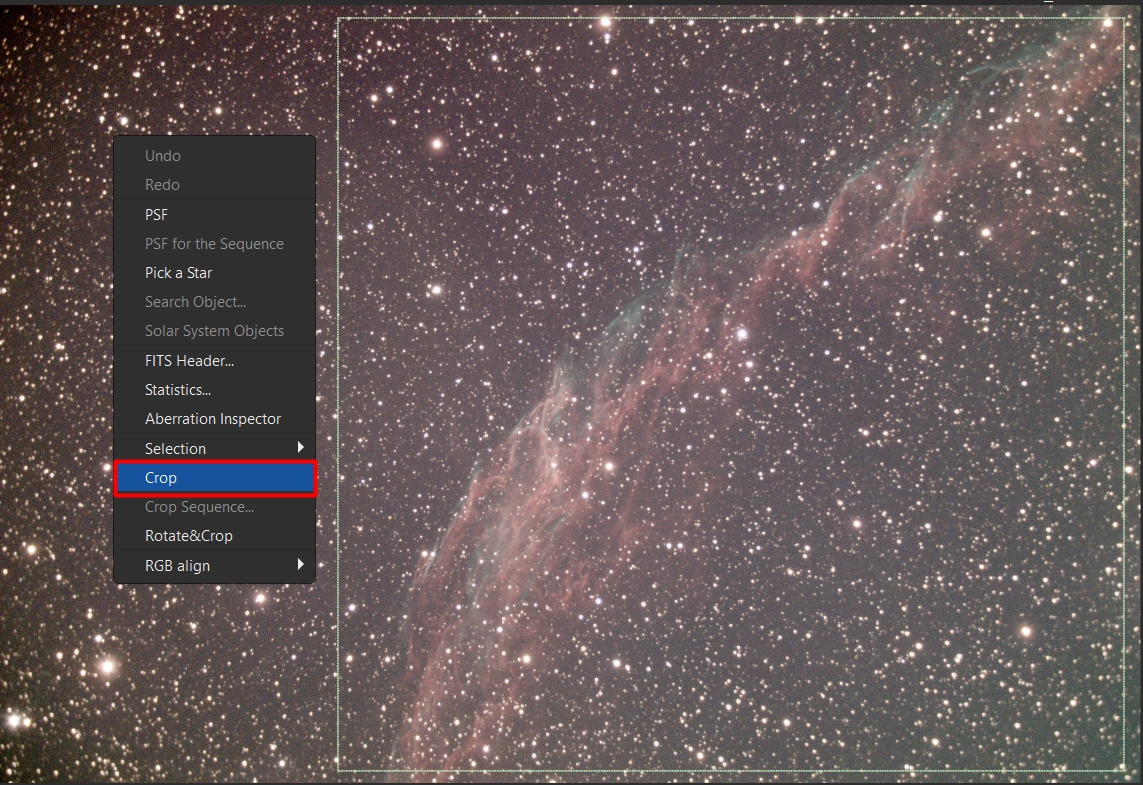 Undo
Redo
PSF
PSF for the Sequence
Pick a Star
Search Object...
Solar System Objects
FITS Header...
Statistics...
Aberration Inspector
Selection
Crop
Crop Sequence...
Rotate&Crop
RGB align